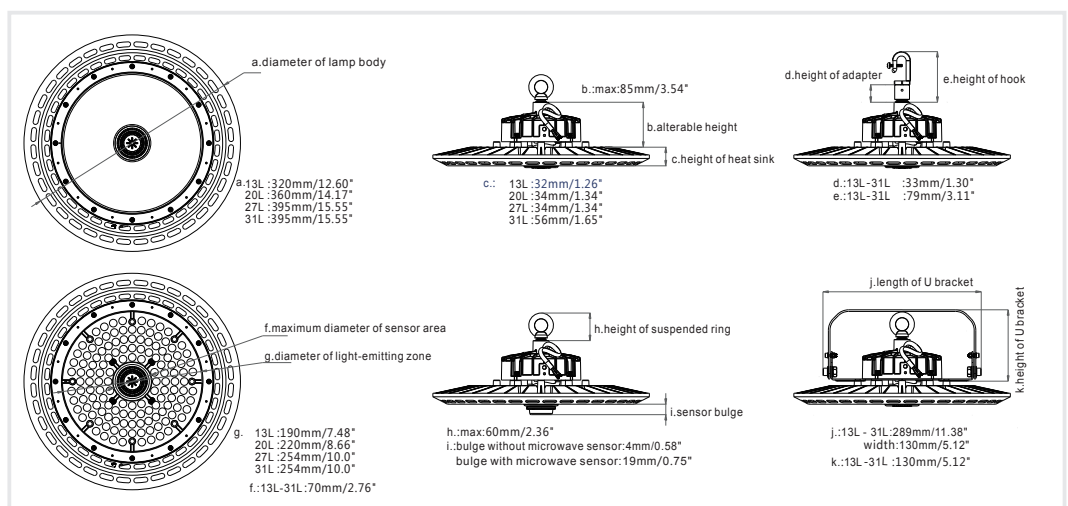 a.diameter of lamp body
a.13L :320mm/12.60"
20L :360mm/14.17"
27L :395mm/15.55"
31L :395mm/15.55"
b.:max:85mm/3.54"
b.alterable height
c.height of heat sink
c.: 13L :32mm/1.26"
20L :34mm/1.34"
27L :34mm/1.34"
31L :56mm/1.65"
d.height of adapter
e.height of hook
d.:13L-31L :33mm/1.30"
e.:13L-31L :79mm/3.11"
f.maximum diameter of sensor area
g.diameter of light-emitting zone
g. 13L :190mm/7.48"
20L :220mm/8.66"
27L :254mm/10.0"
31L :254mm/10.0"
f.:13L-31L:70mm/2.76"
h.height of suspended ring
i.sensor bulge
h.:max:60mm/2.36"
i.:bulge without microwave sensor:4mm/0.58"
bulge with microwave sensor:19mm/0.75"
j.length of U bracket
k.height of U bracket
j.:13L - 31L:289mm/11.38"
width:130mm/5.12"
k.:13L -31L :130mm/5.12"